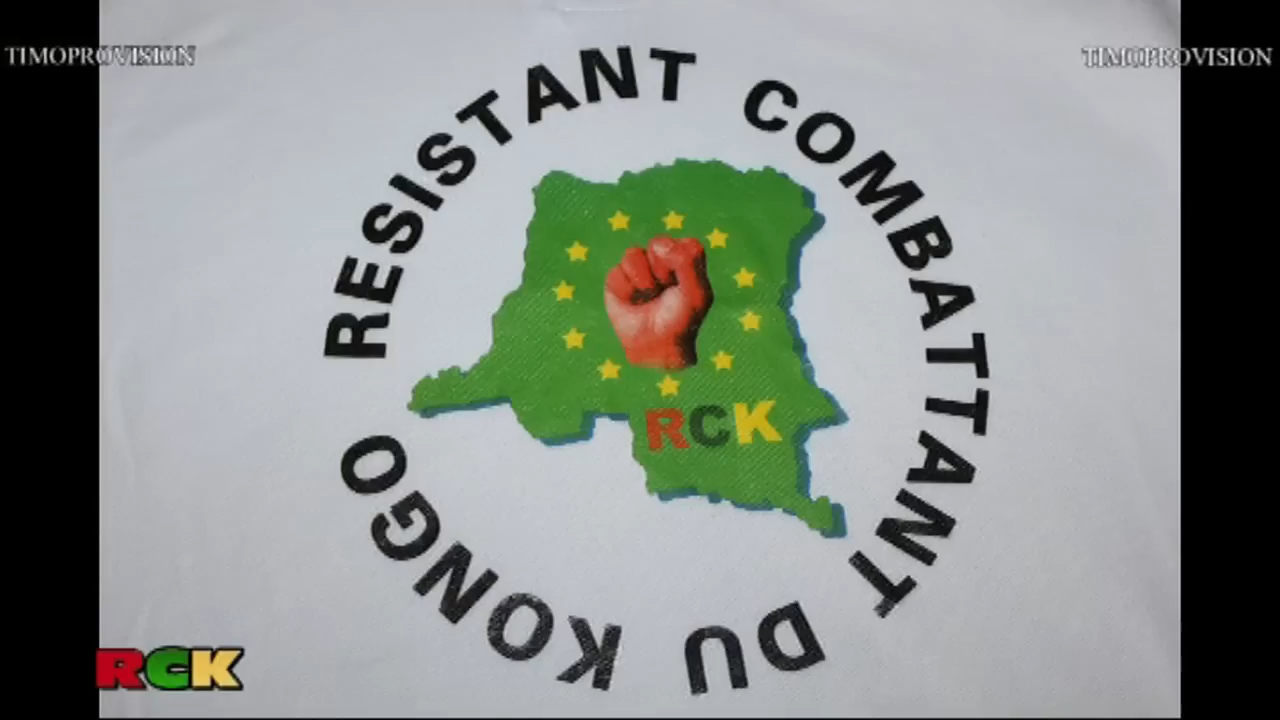 TIMOPROVISION
TIMOPROVISION
RESISTANT COMBATTANT DU KONGO
RCK
RCK